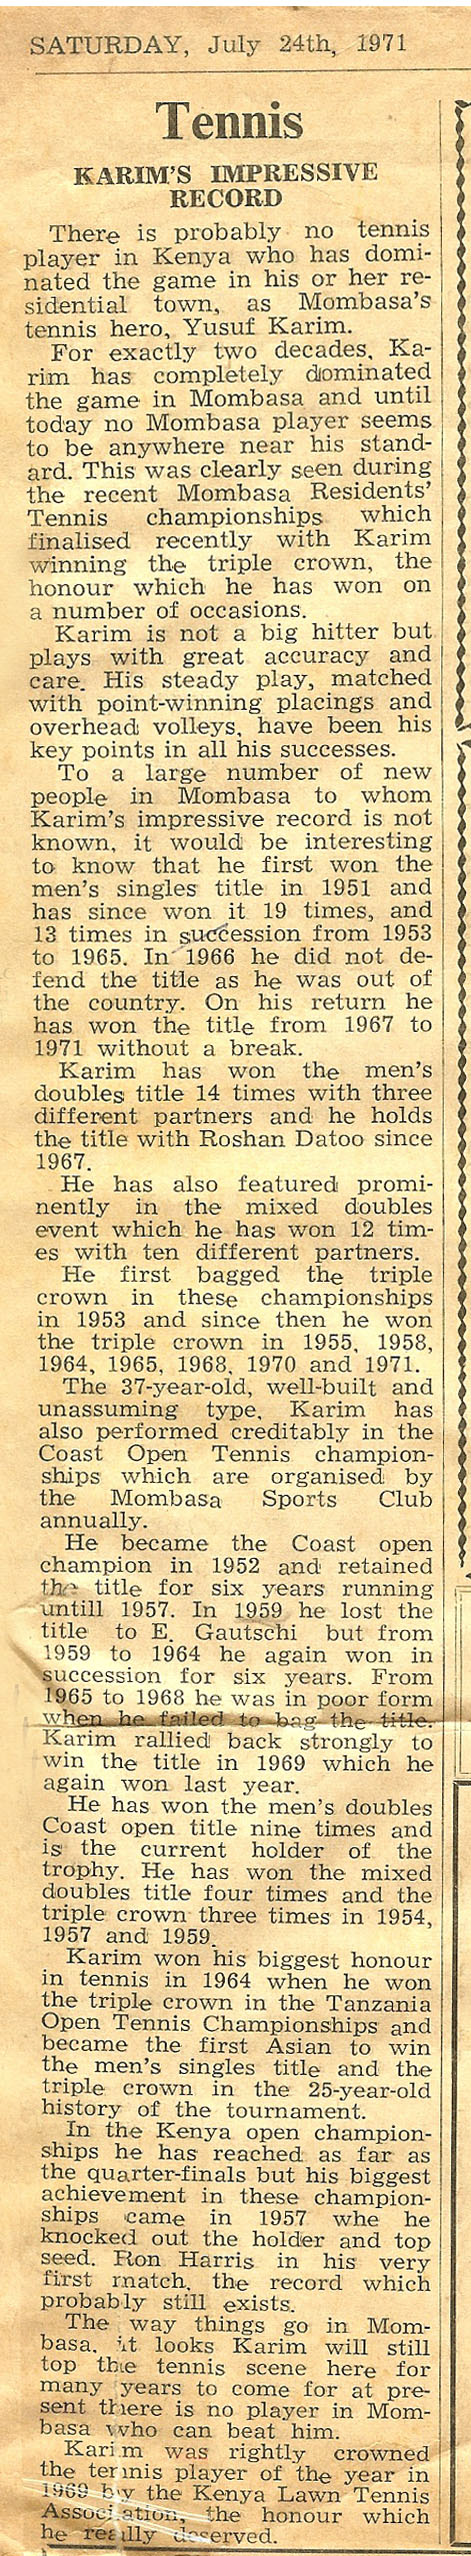 SATURDAY, July 24th, 1971
Tennis
KARIM'S IMPRESSIVE
RECORD
There is probably no tennis
player in Kenya who has domi-
nated the game in his or her re-
sidential town, as Mombasa's
tennis hero, Yusuf Karim.
For exactly two decades, Ka-
rim has completely dominated
the game in Mombasa and until
today no Mombasa player seems
to be anywhere near his stand-
ard. This was clearly seen during
the recent Mombasa Residents'
Tennis championships which
finalised recently with Karim
winning the triple crown, the
honour which he has won on
a number of occasions.
Karim is not a big hitter but
plays with great accuracy and
care. His steady play, matched
with point-winning placings and
overhead volleys, have been his
key points in all his successes.
To a large number of new
people in Mombasa to whom
Karim's impressive record is not
known, it would be interesting
to know that he first won the
men's singles title in 1951 and
has since won it 19 times, and
13 times in succession from 1953
to 1965. In 1966 he did not de-
fend the title as he was out of
the country. On his return he
has won the title from 1967 to
1971 without a break.
Karim has won the men's
doubles title 14 times with three
different partners and he holds
the title with Roshan Datoo since
1967.
He has also featured promi-
nently in the mixed doubles
event which he has won 12 tim-
es with ten different partners.
He first bagged the triple
crown in these championships
in 1953 and since then he won
the triple crown in 1955, 1958,
1964, 1965, 1968, 1970 and 1971.
The 37-year-old, well-built and
unassuming type, Karim has
also performed creditably in the
Coast Open Tennis champion-
ships which are organised by
the Mombasa Sports Club
annually.
He became the Coast open
champion in 1952 and retained
the title for six years running
untill 1957. In 1959 he lost the
title to E. Gautschi but from
1959 to 1964 he again won in
succession for six years. From
1965 to 1968 he was in poor form
when he failed to bag the title.
Karim rallied back strongly to
win the title in 1969 which he
again won last year.
He has won the men's doubles
Coast open title nine times and
is the current holder of the
trophy. He has won the mixed
doubles title four times and the
triple crown three times in 1954,
1957 and 1959.
Karim won his biggest honour
in tennis in 1964 when he won
the triple crown in the Tanzania
Open Tennis Championships and
became the first Asian to win
the men's singles title and the
triple crown in the 25-year-old
history of the tournament.
In the Kenya open champion-
ships he has reached as far as
the quarter-finals but his biggest
achievement in these champion-
ships came in 1957 whe he
knocked out the holder and top
seed. Ron Harris in his very
first match, the record which
probably still exists.
The way things go in Mom-
basa, it looks Karim will still
top the tennis scene here for
many years to come for at pre-
sent there is no player in Mom-
basa who can beat him.
Karim was rightly crowned
the tennis player of the year in
1969 by the Kenya Lawn Tennis
Association, the honour which
he really deserved.